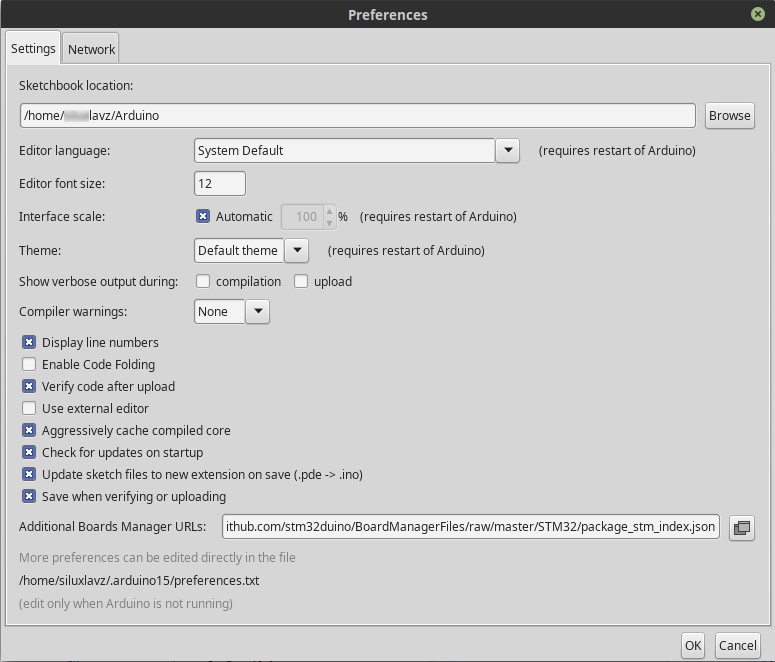 Preferences
Settings Network
Sketchbook location:
/home/ lavz/Arduino Browse
Editor language: System Default (requires restart of Arduino)
Editor font size: 12
Interface scale: Automatic 100 % (requires restart of Arduino)
Theme: Default theme (requires restart of Arduino)
Show verbose output during: compilation upload
Compiler warnings: None
Display line numbers
Enable Code Folding
Verify code after upload
Use external editor
Aggressively cache compiled core
Check for updates on startup
Update sketch files to new extension on save (.pde -> .ino)
Save when verifying or uploading
Additional Boards Manager URLs: ithub.com/stm32duino/BoardManagerFiles/raw/master/STM32/package_stm_index.json
More preferences can be edited directly in the file
/home/siluxlavz/.arduino15/preferences.txt
(edit only when Arduino is not running)
OK Cancel